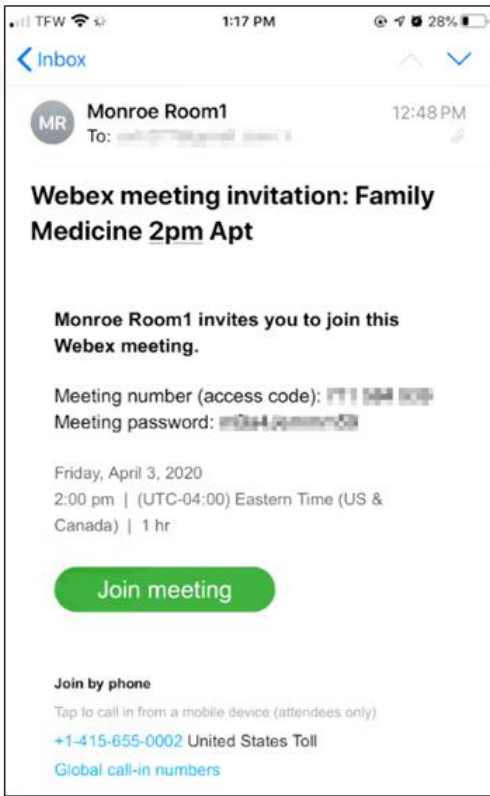 TFW 1:17 PM 28%
Inbox
MR Monroe Room1 12:48 PM
To:
Webex meeting invitation: Family
Medicine 2pm Apt
Monroe Room1 invites you to join this
Webex meeting.
Meeting number (access code):
Meeting password:
Friday, April 3, 2020
2:00 pm | (UTC-04:00) Eastern Time (US &
Canada) | 1 hr
Join meeting
Join by phone
Tap to call in from a mobile device (attendees only)
+1-415-655-0002 United States Toll
Global call-in numbers